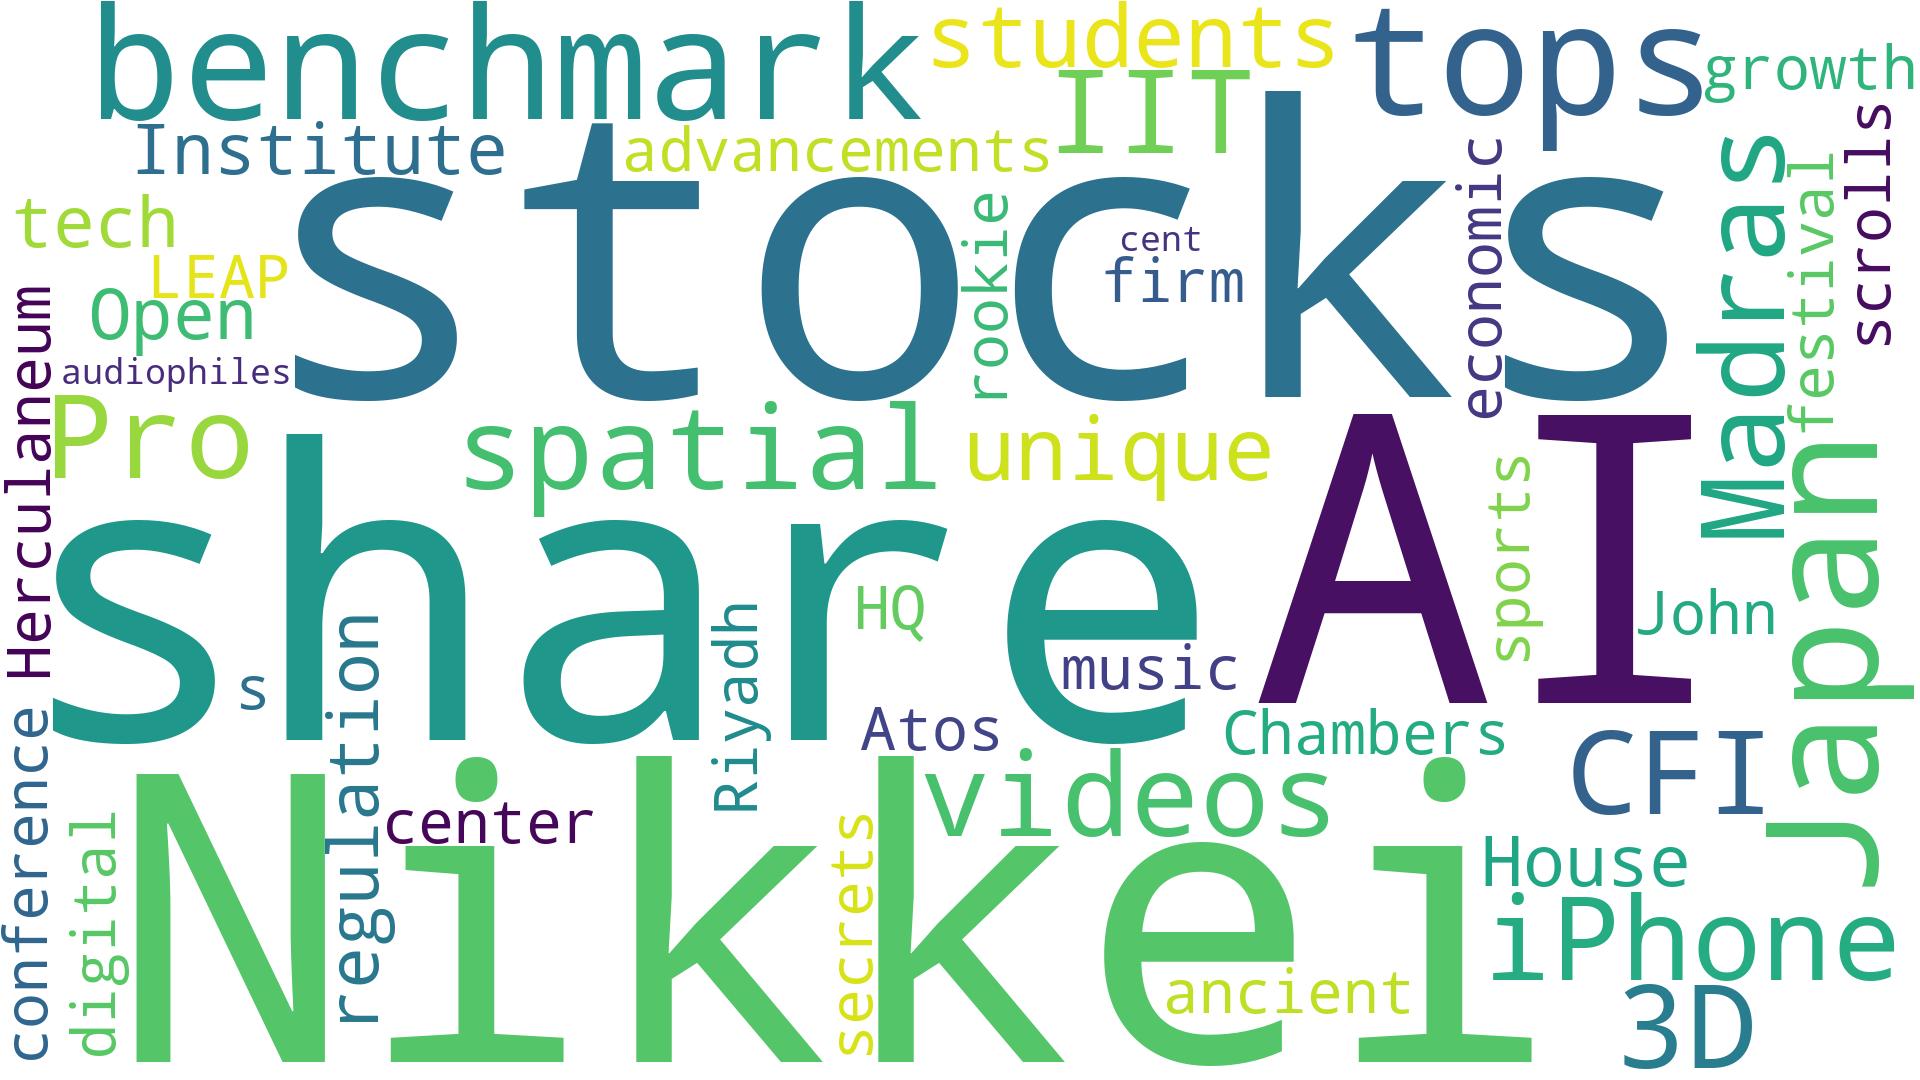 benchmark
students
tops
growth
IIT
Institute
advancements
stocks
tech
LEAP
Open
audiophiles
rookie
cent
firm
economic
Madras
festival
scrolls
Herculaneum
Pro
spatial
unique
AI
share
sports
Japan
John
HQ
s
regulation
Riyadh
music
Atos
Chambers
CFI
conference
digital
center
Nikkei
videos
secrets
House
iPhone
ancient
3D